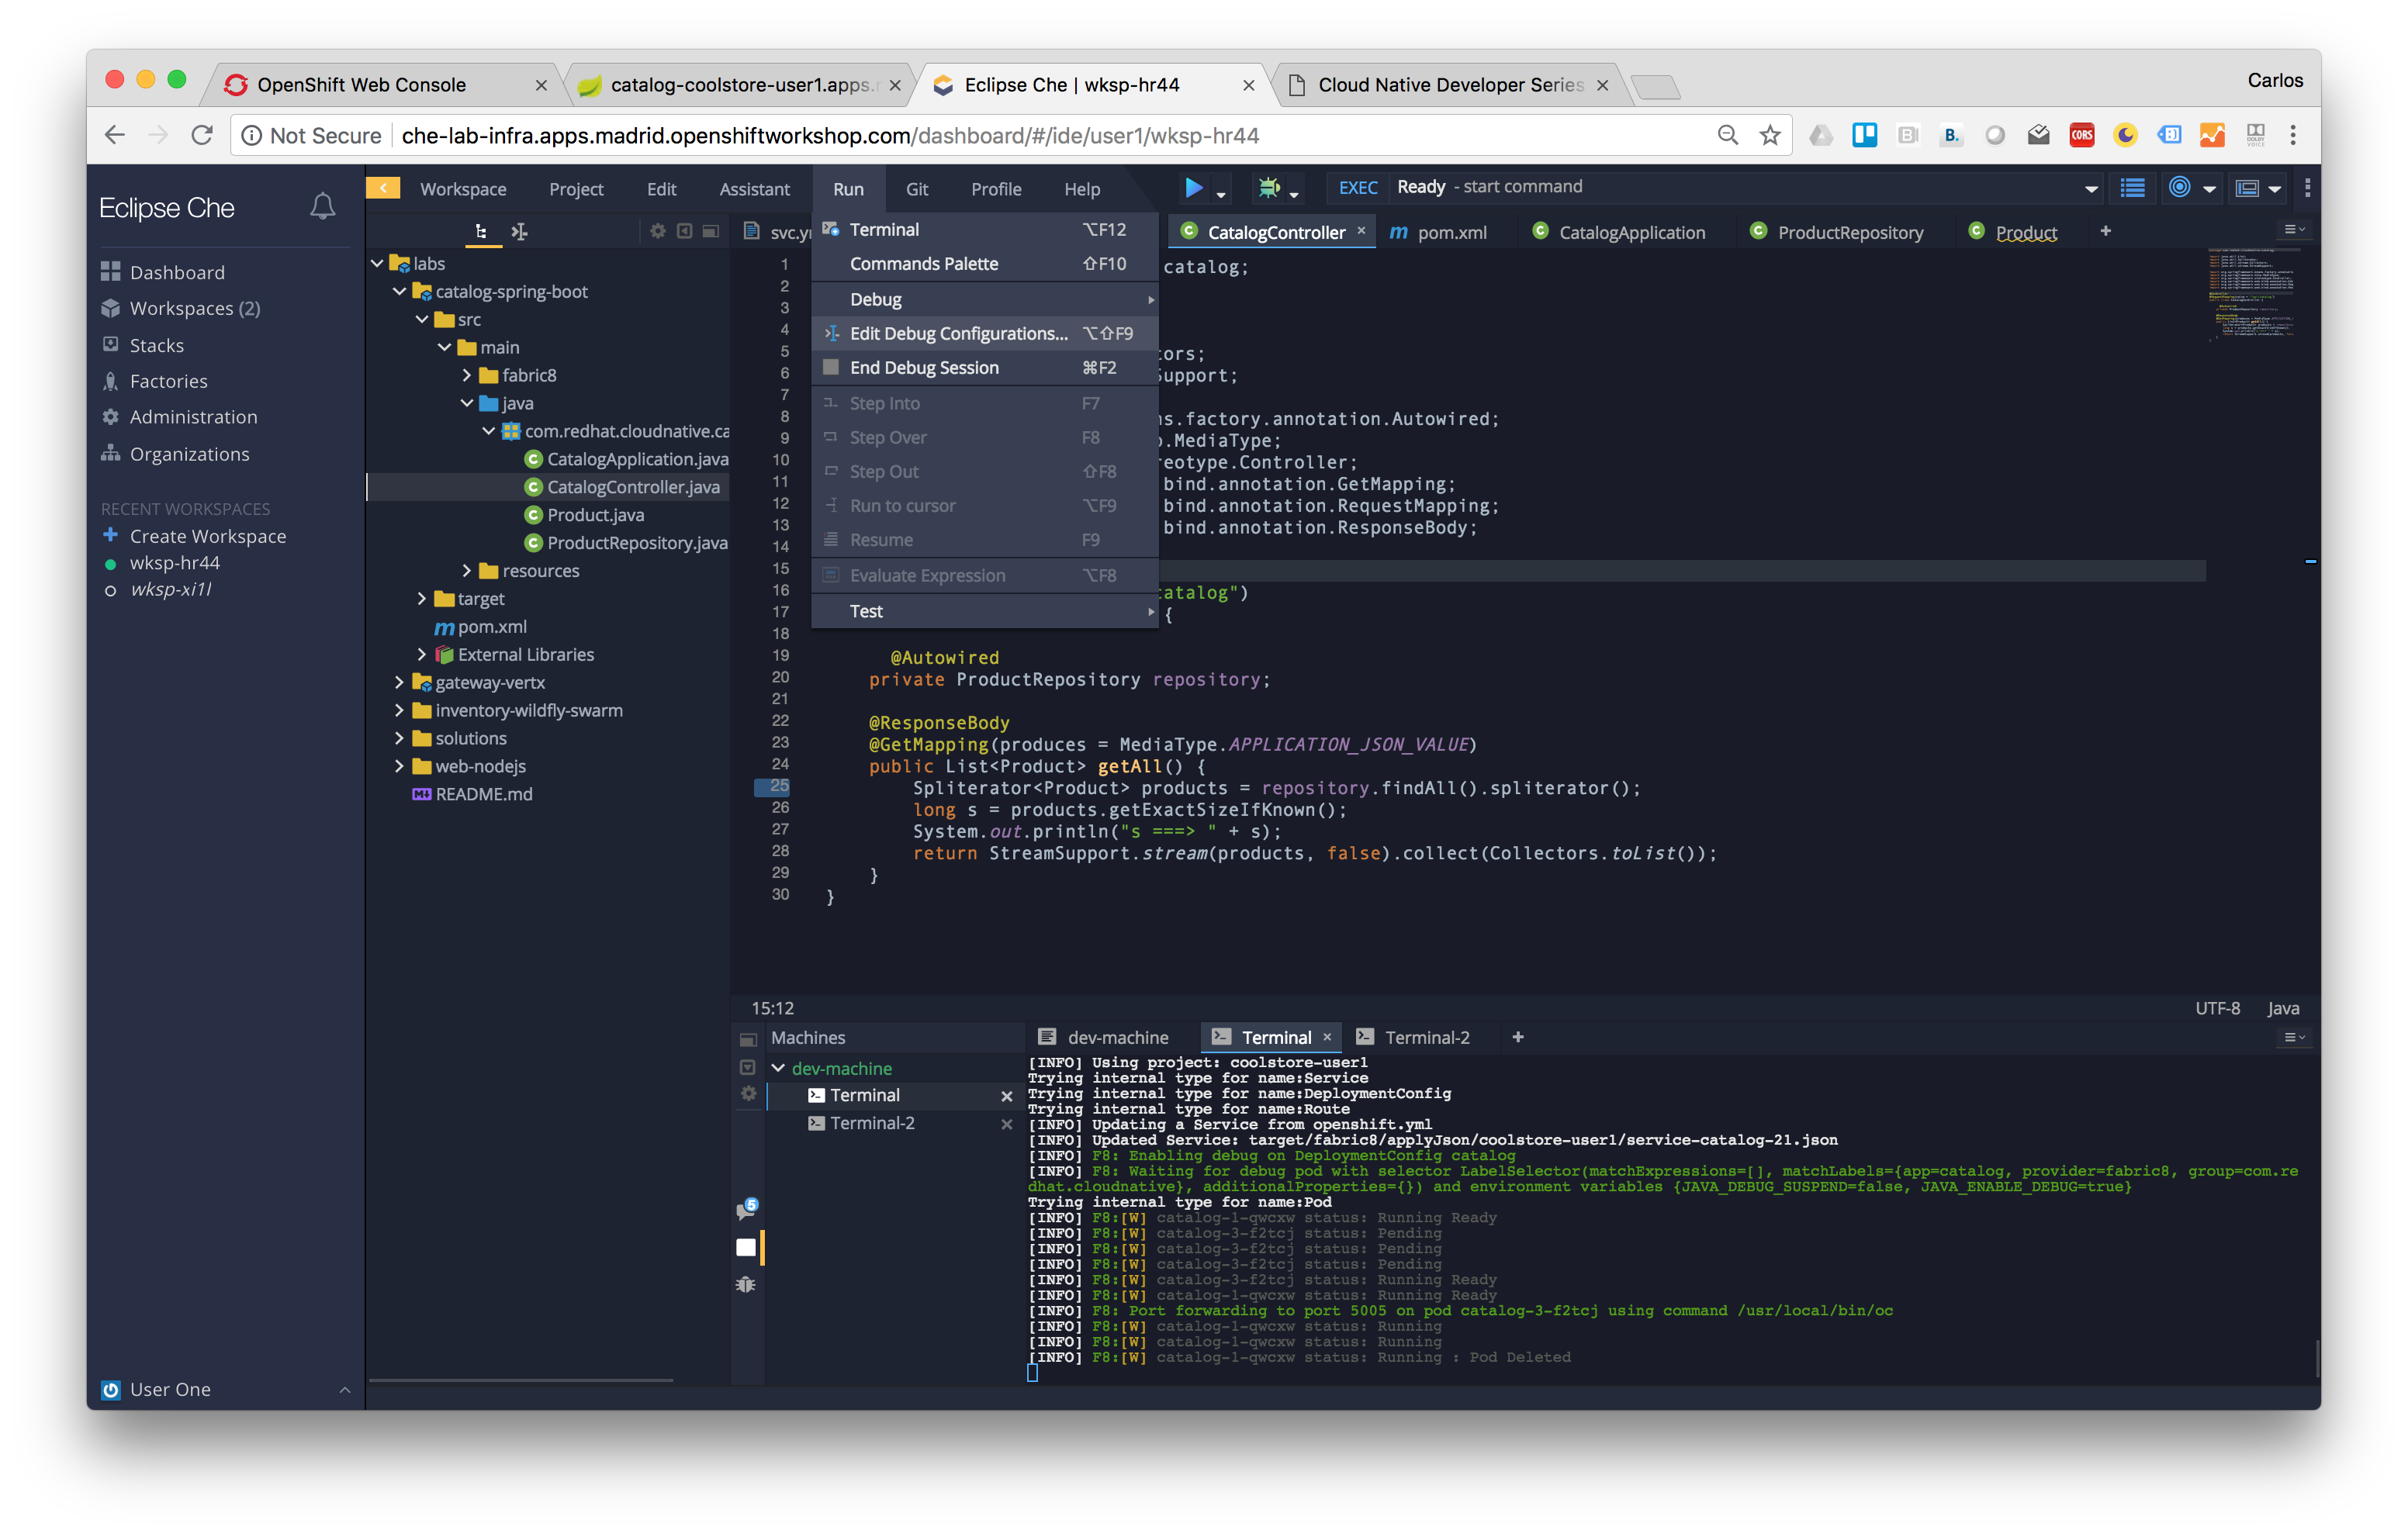 OpenShift Web Console
catalog-coolstore-user1.apps.r
Eclipse Che | wksp-hr44
Cloud Native Developer Series
Carlos
Not Secure
che-lab-infra.apps.madrid.openshiftworkshop.com/dashboard/#/ide/user1/wksp-hr44
B.
CORS
DOLBY
VOICE
Eclipse Che
Workspace
Project
Edit
Assistant
Run
Git
Profile
Help
EXEC
Ready - start command
Dashboard
Workspaces (2)
Stacks
Factories
Administration
Organizations
RECENT WORKSPACES
Create Workspace
wksp-hr44
wksp-xi1l
User One
labs
catalog-spring-boot
src
main
fabric8
java
com.redhat.cloudnative.ca
CatalogApplication.java
CatalogController.java
Product.java
ProductRepository.java
resources
target
pom.xml
External Libraries
gateway-vertx
inventory-wildfly-swarm
solutions
web-nodejs
README.md
svc.y
CatalogController
pom.xml
CatalogApplication
ProductRepository
Product
Terminal ⌥F12
Commands Palette ⇧F10
Debug
Edit Debug Configurations... ⌥⇧F9
End Debug Session ⌘F2
Step Into F7
Step Over F8
Step Out ⇧F8
Run to cursor ⌥F9
Resume F9
Evaluate Expression ⌥F8
Test
1 catalog;
2
3
4
5 tors;
6 Support;
7
8 ns.factory.annotation.Autowired;
9 p.MediaType;
10 reotype.Controller;
11 bind.annotation.GetMapping;
12 bind.annotation.RequestMapping;
13 bind.annotation.ResponseBody;
14
15
16 catalog")
17 {
18
19 @Autowired
20 private ProductRepository repository;
21
22 @ResponseBody
23 @GetMapping(produces = MediaType.APPLICATION_JSON_VALUE)
24 public List<Product> getAll() {
25 Spliterator<Product> products = repository.findAll().spliterator();
26 long s = products.getExactSizeIfKnown();
27 System.out.println("s ===> " + s);
28 return StreamSupport.stream(products, false).collect(Collectors.toList());
29 }
30 }
15:12
UTF-8
Java
Machines
dev-machine
Terminal
Terminal-2
5
dev-machine
Terminal
Terminal-2
[INFO] Using project: coolstore-user1
Trying internal type for name:Service
Trying internal type for name:DeploymentConfig
Trying internal type for name:Route
[INFO] Updating a Service from openshift.yml
[INFO] Updated Service: target/fabric8/applyJson/coolstore-user1/service-catalog-21.json
[INFO] F8: Enabling debug on DeploymentConfig catalog
[INFO] F8: Waiting for debug pod with selector LabelSelector(matchExpressions=[], matchLabels={app=catalog, provider=fabric8, group=com.re
dhat.cloudnative}, additionalProperties={}) and environment variables {JAVA_DEBUG_SUSPEND=false, JAVA_ENABLE_DEBUG=true}
Trying internal type for name:Pod
[INFO] F8:[W] catalog-1-qwcxw status: Running Ready
[INFO] F8:[W] catalog-3-f2tcj status: Pending
[INFO] F8:[W] catalog-3-f2tcj status: Pending
[INFO] F8:[W] catalog-3-f2tcj status: Pending
[INFO] F8:[W] catalog-3-f2tcj status: Running Ready
[INFO] F8:[W] catalog-1-qwcxw status: Running Ready
[INFO] F8: Port forwarding to port 5005 on pod catalog-3-f2tcj using command /usr/local/bin/oc
[INFO] F8:[W] catalog-1-qwcxw status: Running
[INFO] F8:[W] catalog-1-qwcxw status: Running
[INFO] F8:[W] catalog-1-qwcxw status: Running : Pod Deleted